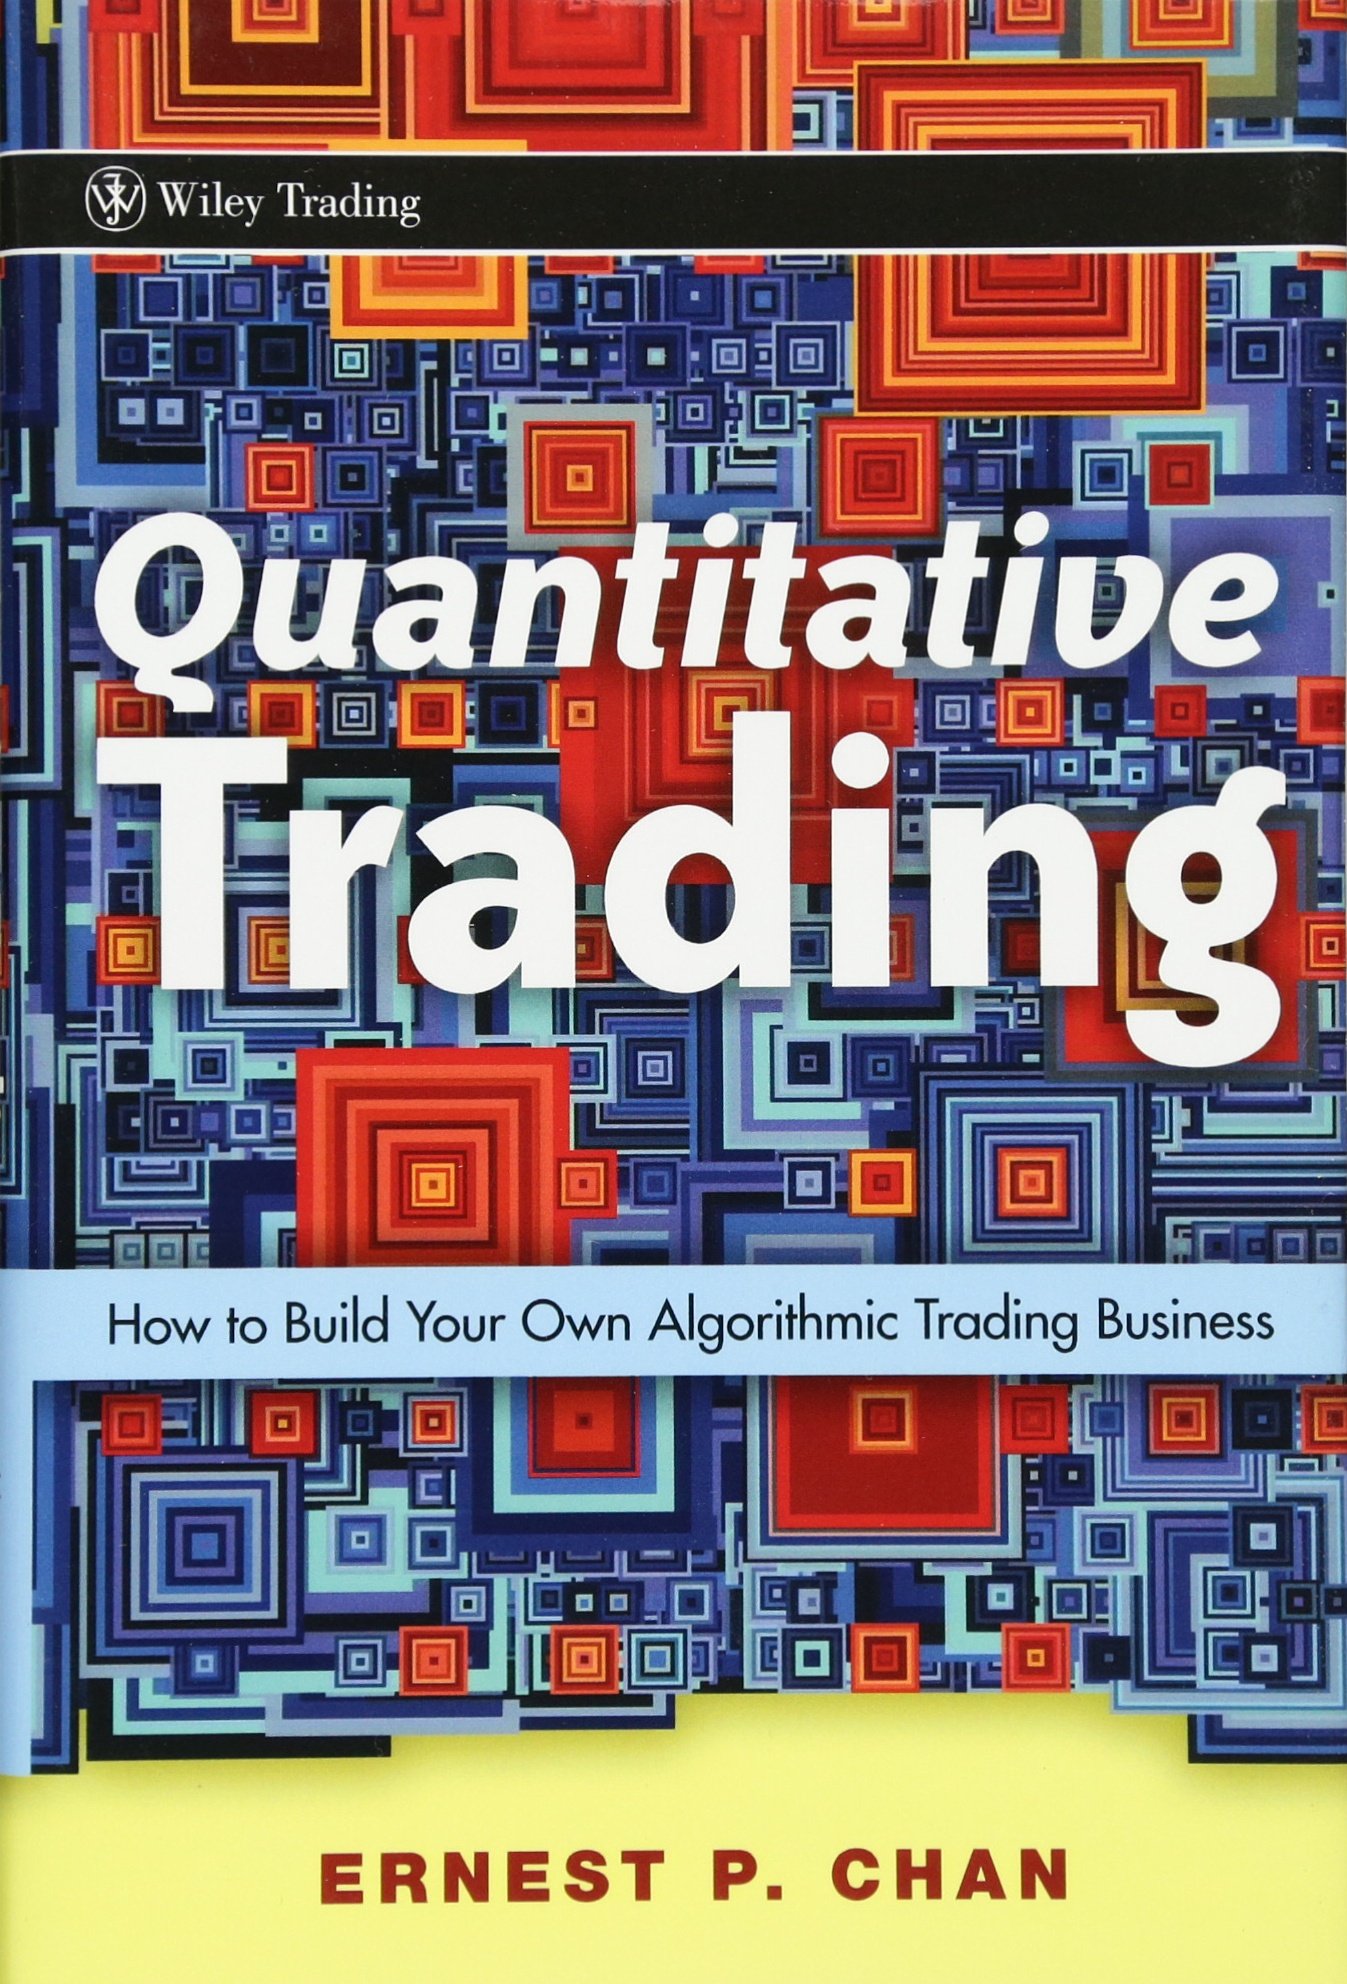 Wiley Trading
Quantitative
Trading
How to Build Your Own Algorithmic Trading Business
ERNEST P. CHAN